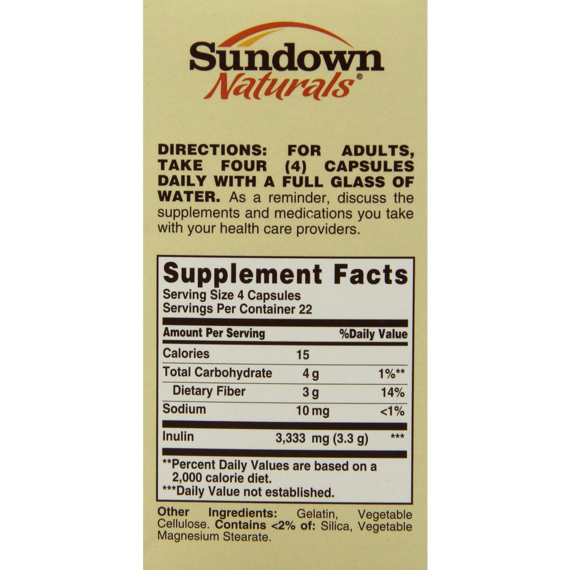 Sundown
Naturals®
DIRECTIONS: FOR ADULTS,
TAKE FOUR (4) CAPSULES
DAILY WITH A FULL GLASS OF
WATER. As a reminder, discuss the
supplements and medications you take
with your health care providers.
Supplement Facts
Serving Size 4 Capsules
Servings Per Container 22
Amount Per Serving %Daily Value
Calories 15
Total Carbohydrate 4 g 1%**
Dietary Fiber 3 g 14%
Sodium 10 mg <1%
Inulin 3,333 mg (3.3 g) ***
**Percent Daily Values are based on a
2,000 calorie diet.
***Daily Value not established.
Other Ingredients: Gelatin, Vegetable
Cellulose. Contains <2% of: Silica, Vegetable
Magnesium Stearate.